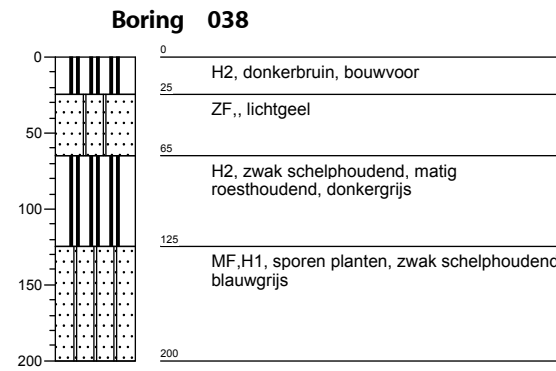 Boring 038
0
0
H2, donkerbruin, bouwvoor
25
ZF,, lichtgeel
50
65
H2, zwak schelphoudend, matig
roesthoudend, donkergrijs
100
125
MF,H1, sporen planten, zwak schelphoudend
blauwgrijs
150
200
200